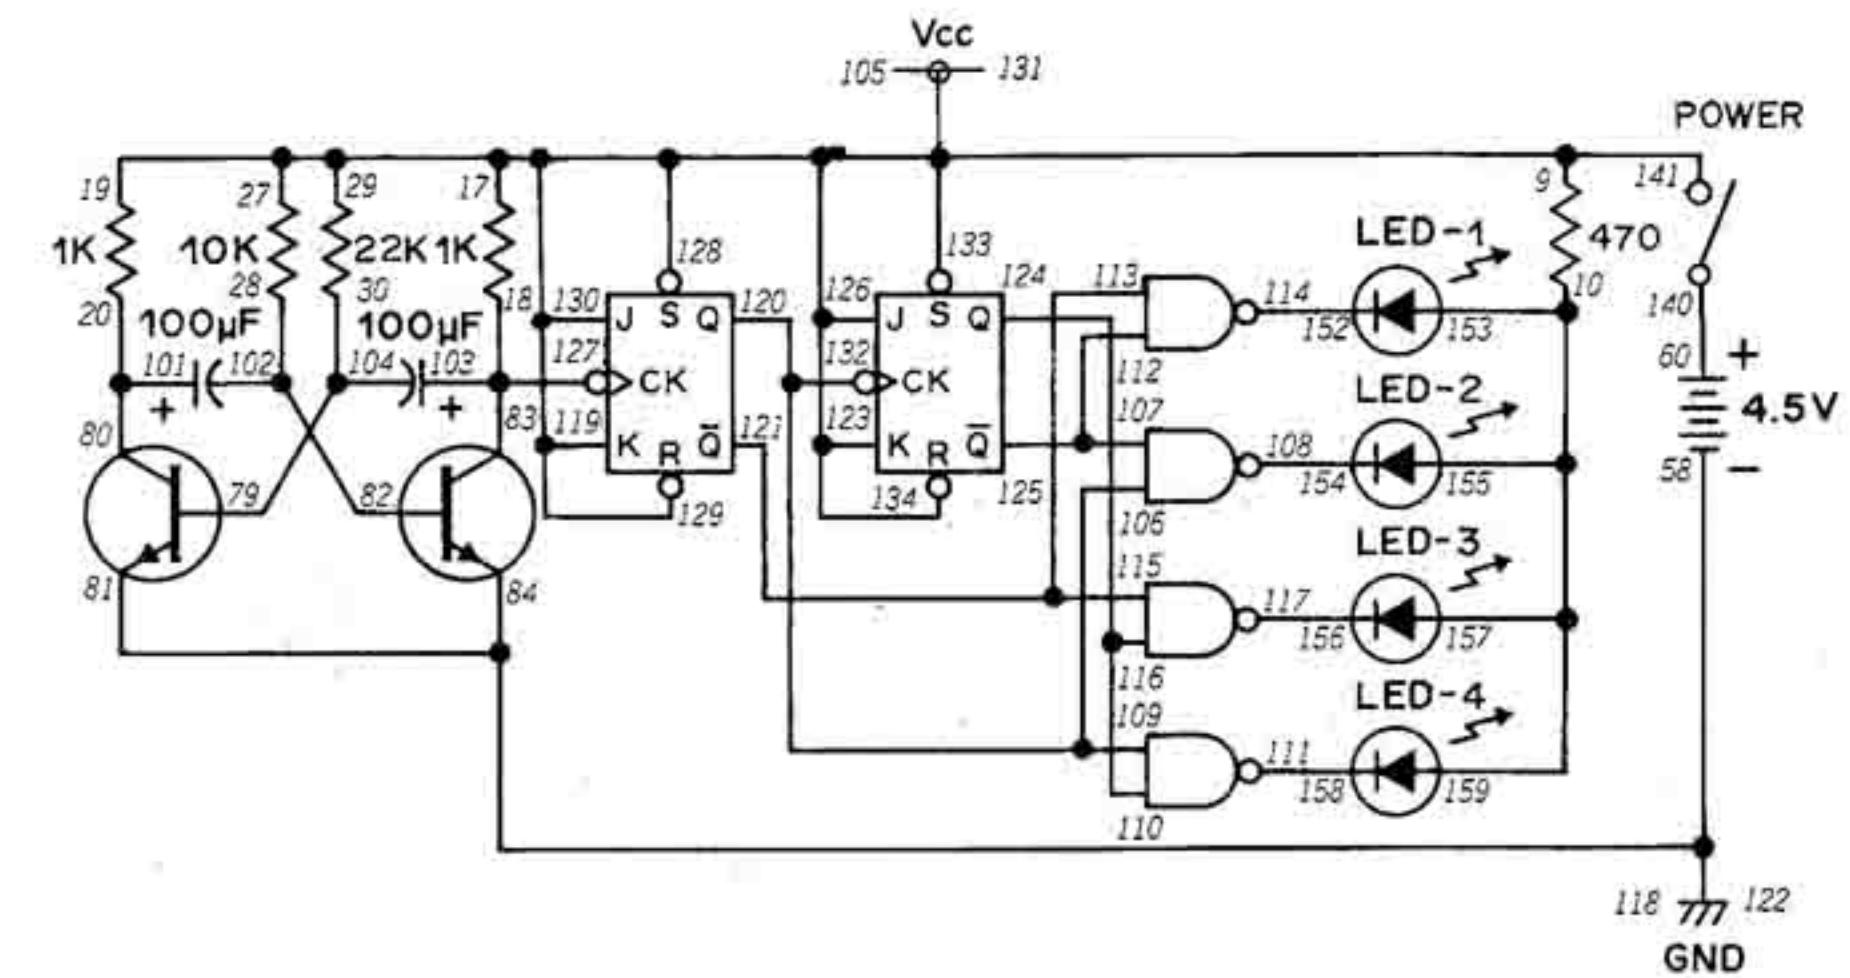 Vcc
105 131
POWER
19 27 29 17 9 141
1K 10K 22K 1K 128 133 LED-1 470
28 30 18 130 J S Q 120 126 J S Q 124 113 114 152 153 10 140
20 100µF 100µF
101 102 104 103 127 CK 132 CK 112 60 + 4.5V
+ + LED-2
80 83 119 K R Q̄ 121 123 K R Q̄ 107 108 154 155 58 −
79 82 129 134 125 106
LED-3
81 84 115 117 156 157
116
LED-4
109 111 158 159
110
118 122
GND